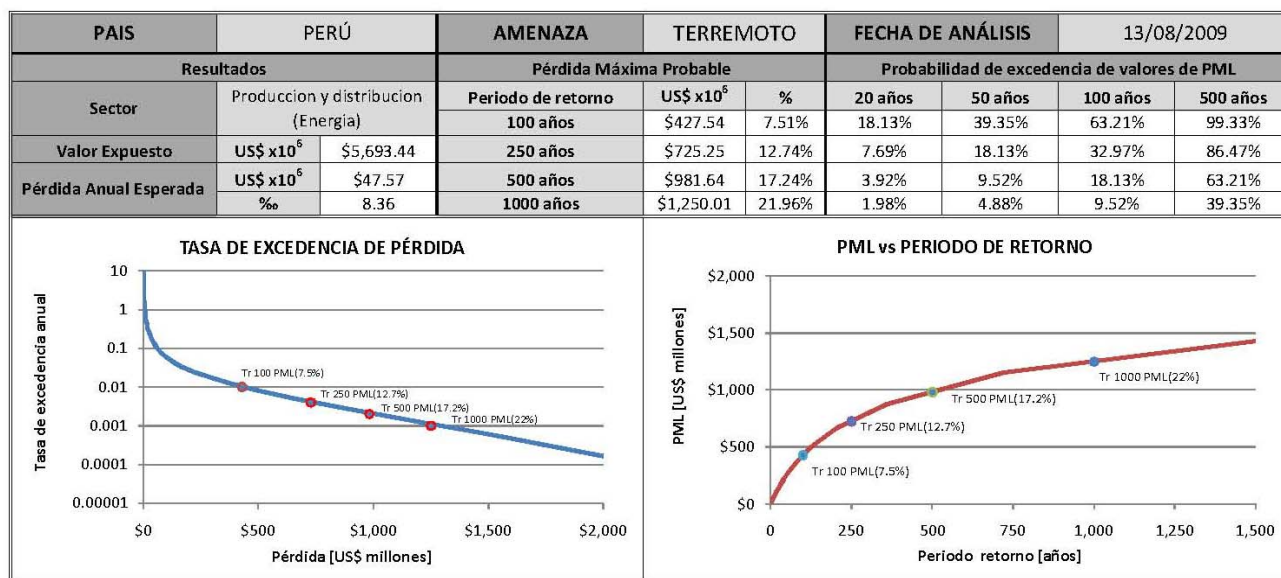 PAIS PERÚ AMENAZA TERREMOTO FECHA DE ANÁLISIS 13/08/2009
Resultados Pérdida Máxima Probable Probabilidad de excedencia de valores de PML
Sector Produccion y distribucion (Energia) Periodo de retorno US$ x10⁶ % 20 años 50 años 100 años 500 años
100 años $427.54 7.51% 18.13% 39.35% 63.21% 99.33%
Valor Expuesto US$ x10⁶ $5,693.44 250 años $725.25 12.74% 7.69% 18.13% 32.97% 86.47%
Pérdida Anual Esperada US$ x10⁶ $47.57 500 años $981.64 17.24% 3.92% 9.52% 18.13% 63.21%
‰ 8.36 1000 años $1,250.01 21.96% 1.98% 4.88% 9.52% 39.35%
TASA DE EXCEDENCIA DE PÉRDIDA
Tasa de excedencia anual
10
1
0.1
0.01
0.001
0.0001
0.00001
Tr 100 PML(7.5%)
Tr 250 PML(12.7%)
Tr 500 PML(17.2%)
Tr 1000 PML(22%)
$0 $500 $1,000 $1,500 $2,000
Pérdida [US$ millones]
PML vs PERIODO DE RETORNO
PML [US$ millones]
$2,000
$1,500
$1,000
$500
$0
Tr 1000 PML(22%)
Tr 500 PML(17.2%)
Tr 250 PML(12.7%)
Tr 100 PML(7.5%)
0 250 500 750 1,000 1,250 1,500
Periodo retorno [años]